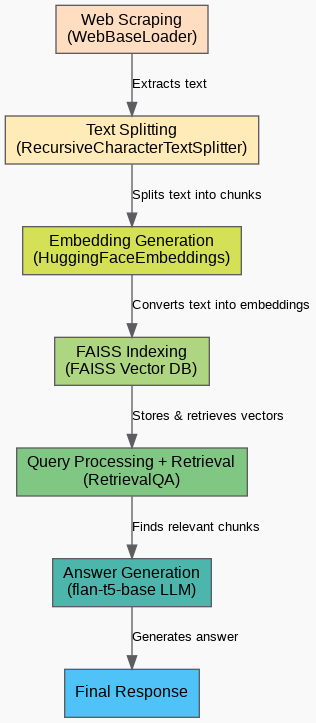 Web Scraping
(WebBaseLoader)
Extracts text
Text Splitting
(RecursiveCharacterTextSplitter)
Splits text into chunks
Embedding Generation
(HuggingFaceEmbeddings)
Converts text into embeddings
FAISS Indexing
(FAISS Vector DB)
Stores & retrieves vectors
Query Processing + Retrieval
(RetrievalQA)
Finds relevant chunks
Answer Generation
(flan-t5-base LLM)
Generates answer
Final Response